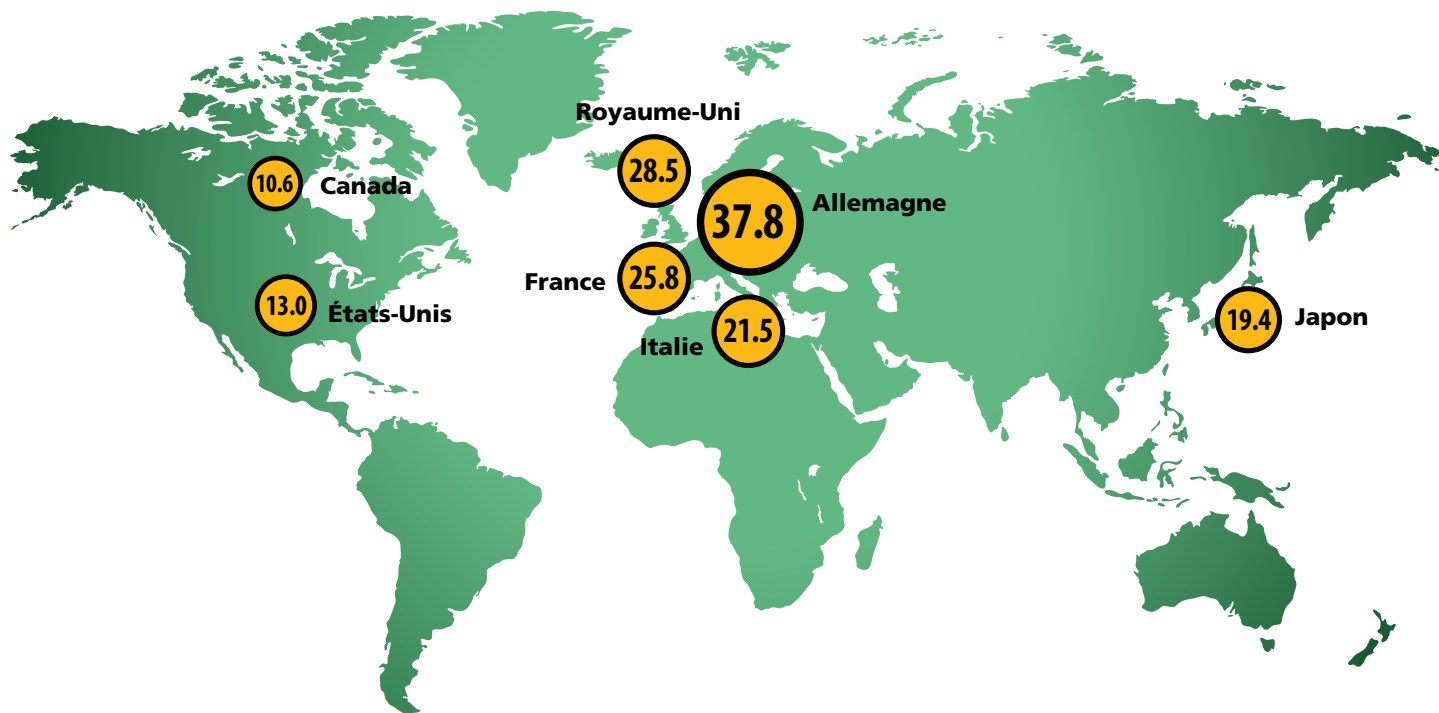 Royaume-Uni
28.5
10.6 Canada
37.8 Allemagne
France 25.8
13.0 États-Unis
Italie 21.5
19.4 Japon